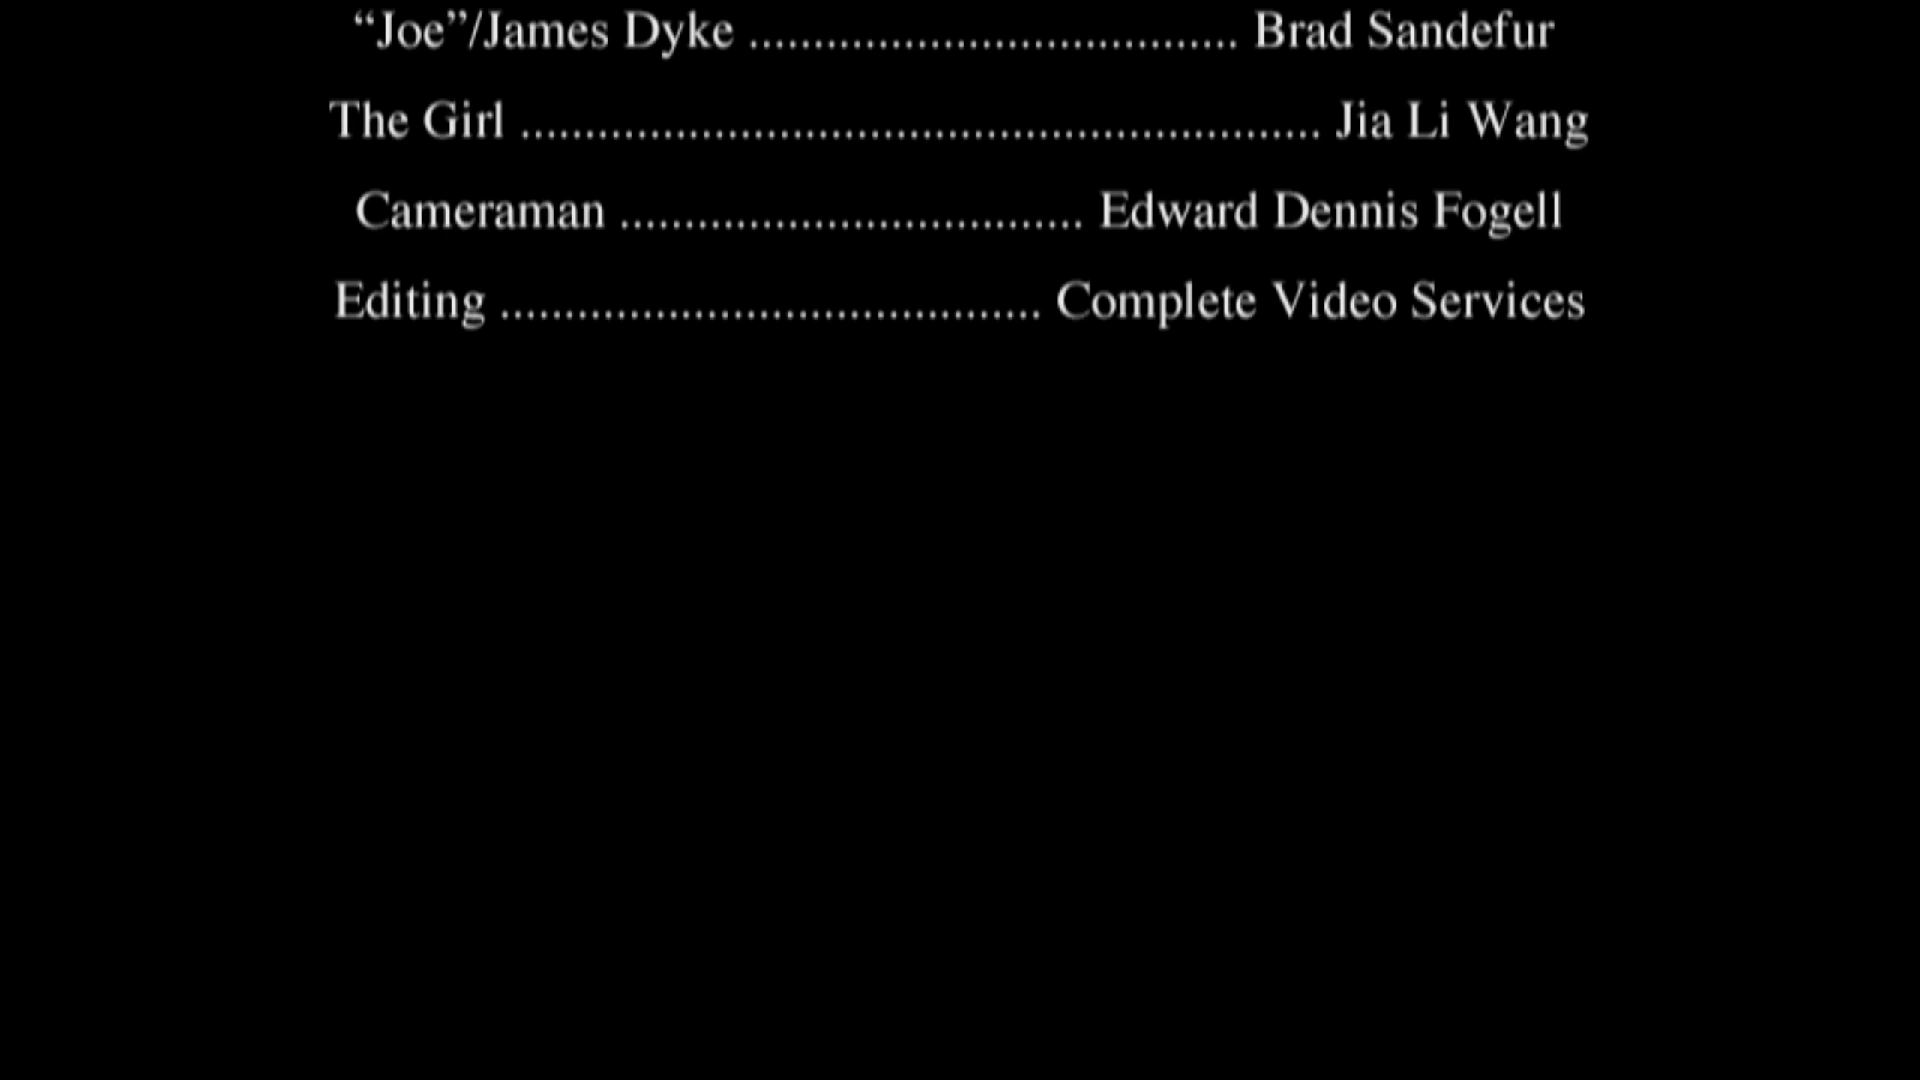 “Joe”/James Dyke ...................................... Brad Sandefur
The Girl .............................................................. Jia Li Wang
Cameraman .................................... Edward Dennis Fogell
Editing .......................................... Complete Video Services